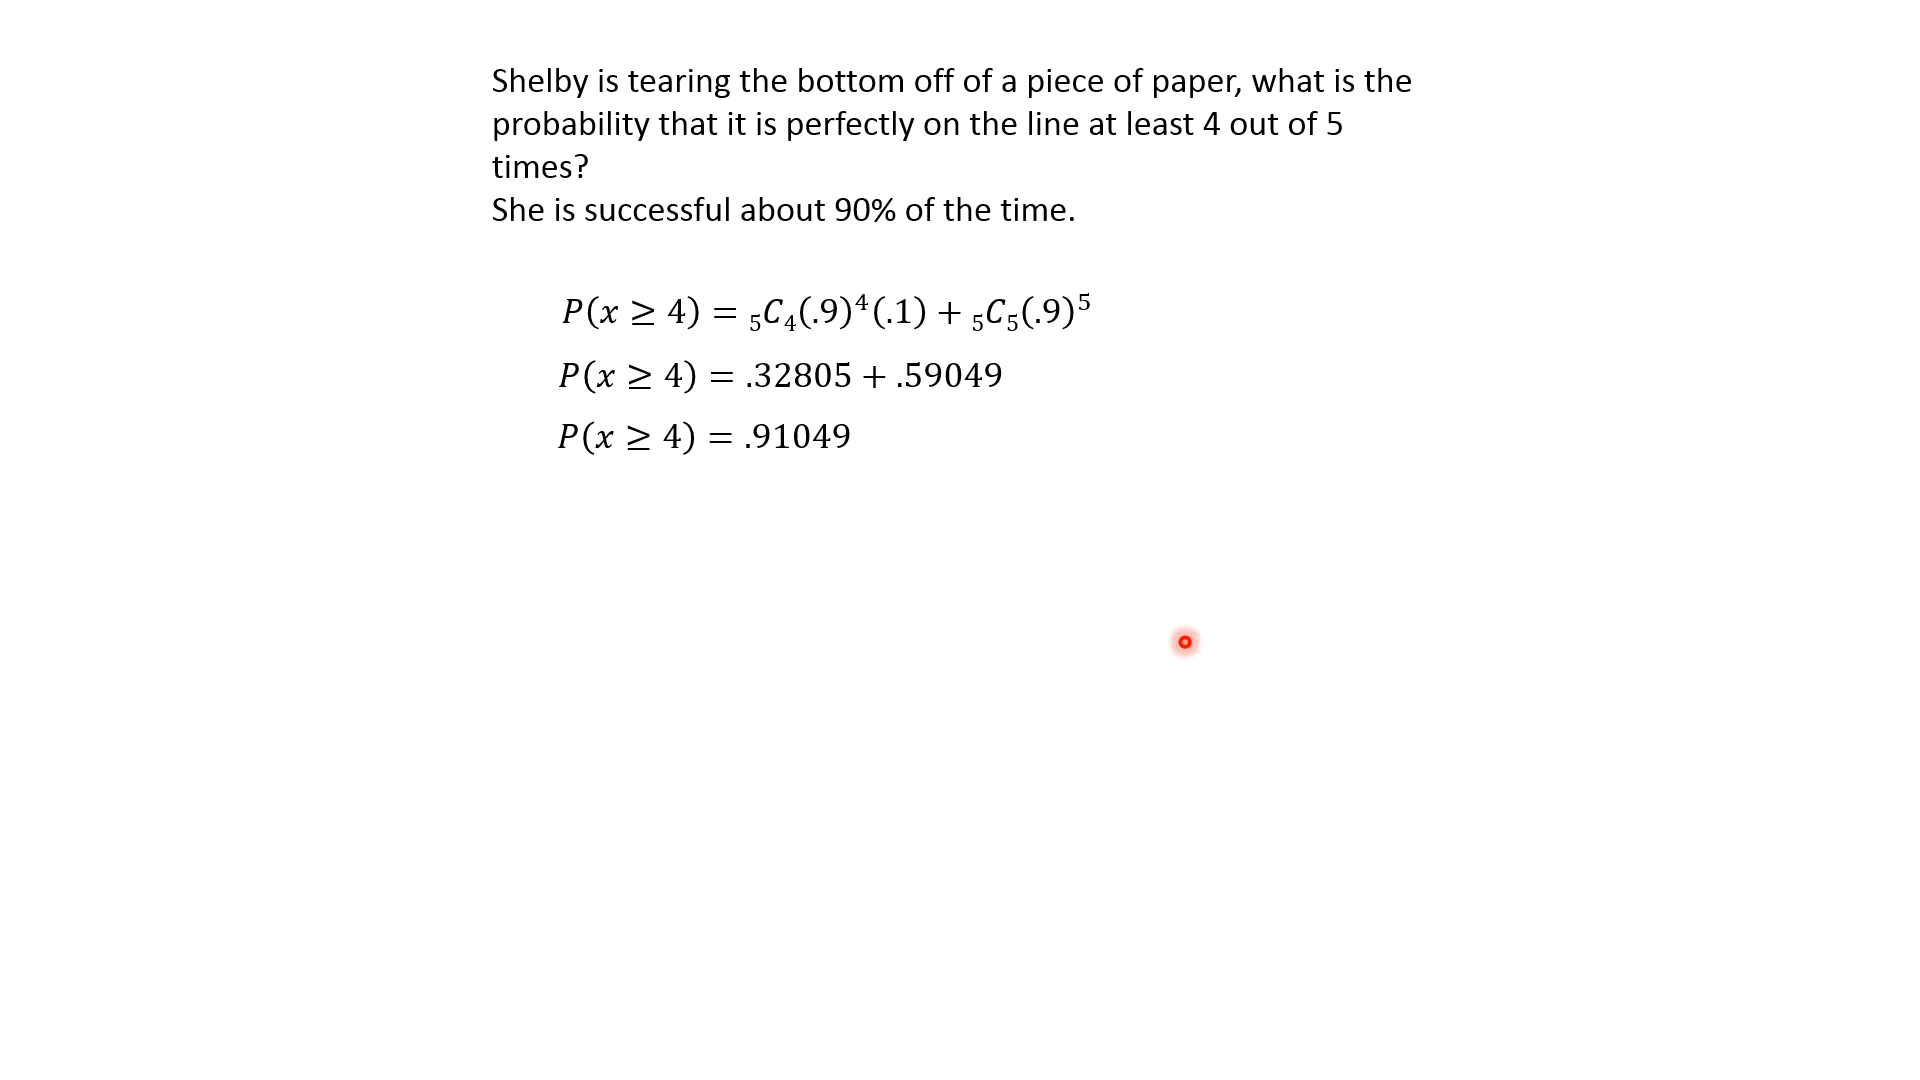 Shelby is tearing the bottom off of a piece of paper, what is the
probability that it is perfectly on the line at least 4 out of 5
times?
She is successful about 90% of the time.
P(x ≥ 4) = ₅C₄(.9)⁴(.1) + ₅C₅(.9)⁵
P(x ≥ 4) = .32805 + .59049
P(x ≥ 4) = .91049